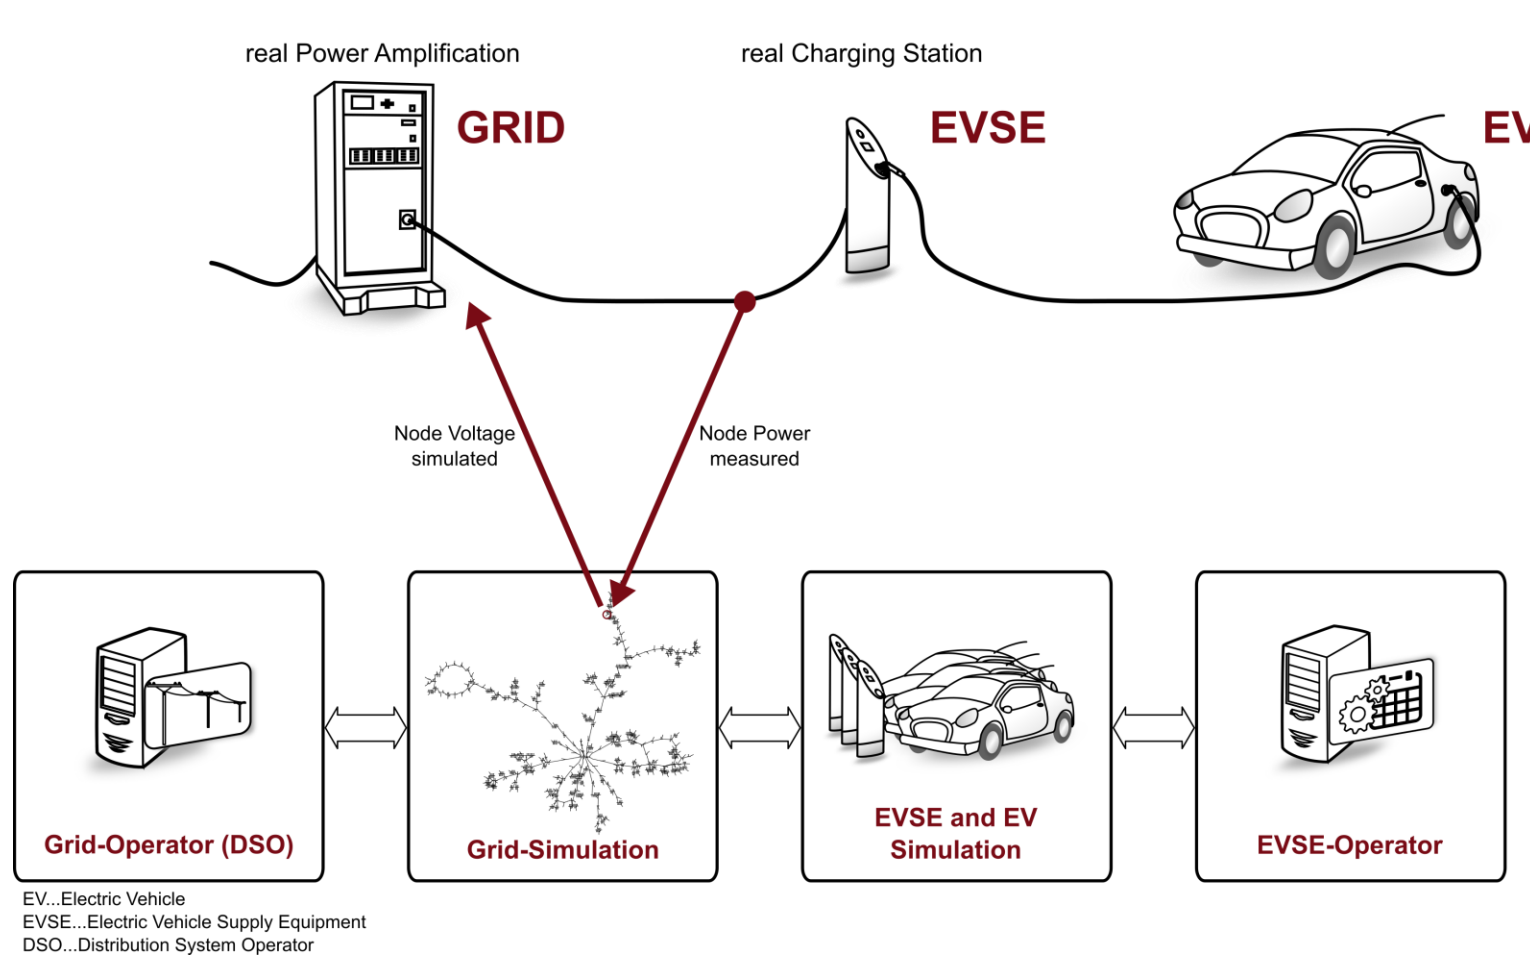 real Power Amplification
real Charging Station
GRID
EVSE
EV
Node Voltage
simulated
Node Power
measured
Grid-Operator (DSO)
Grid-Simulation
EVSE and EV
Simulation
EVSE-Operator
EV...Electric Vehicle
EVSE...Electric Vehicle Supply Equipment
DSO...Distribution System Operator